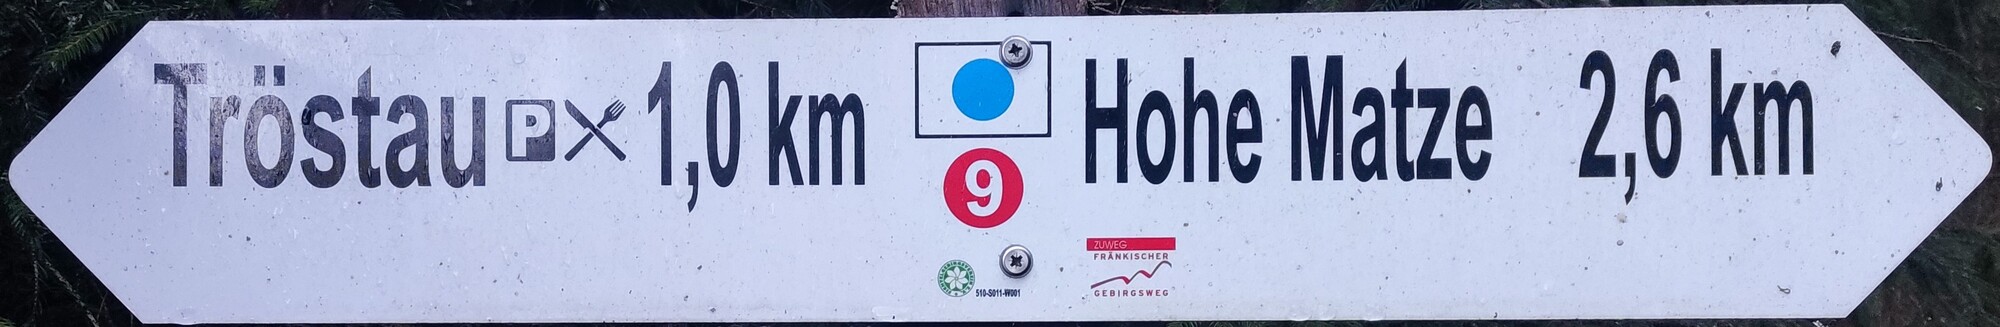 Tröstau P 1,0 km
Hohe Matze 2,6 km
9
510-S011-W001
ZUWEG
FRÄNKISCHER
GEBIRGSWEG